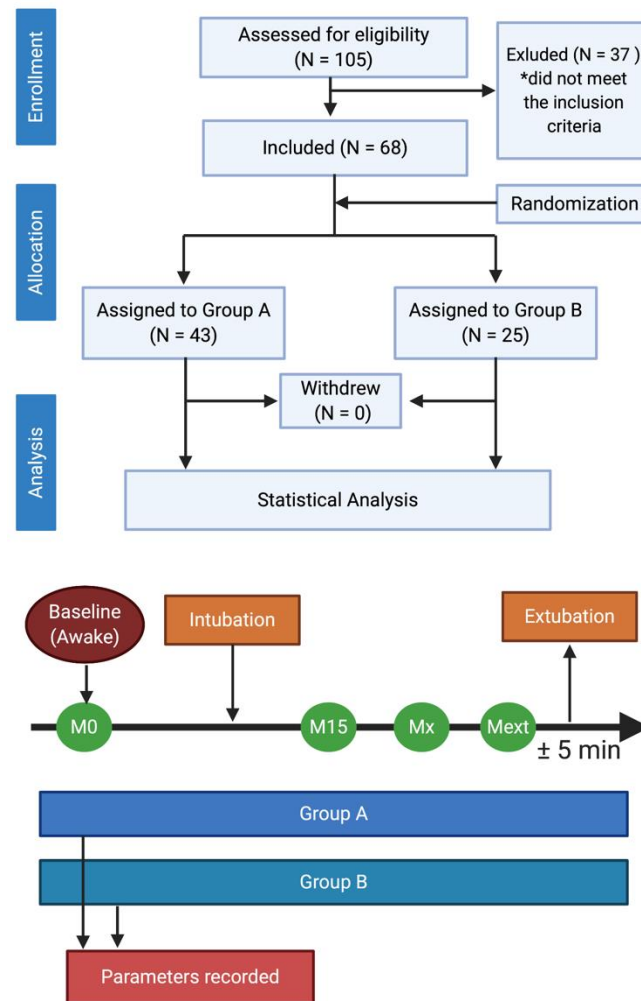 Enrollment
Assessed for eligibility
(N = 105)
Exluded (N = 37 )
*did not meet
the inclusion
criteria
Included (N = 68)
Allocation
Randomization
Assigned to Group A
(N = 43)
Assigned to Group B
(N = 25)
Analysis
Withdrew
(N = 0)
Statistical Analysis
Baseline
(Awake)
Intubation
Extubation
M0
M15
Mx
Mext
± 5 min
Group A
Group B
Parameters recorded